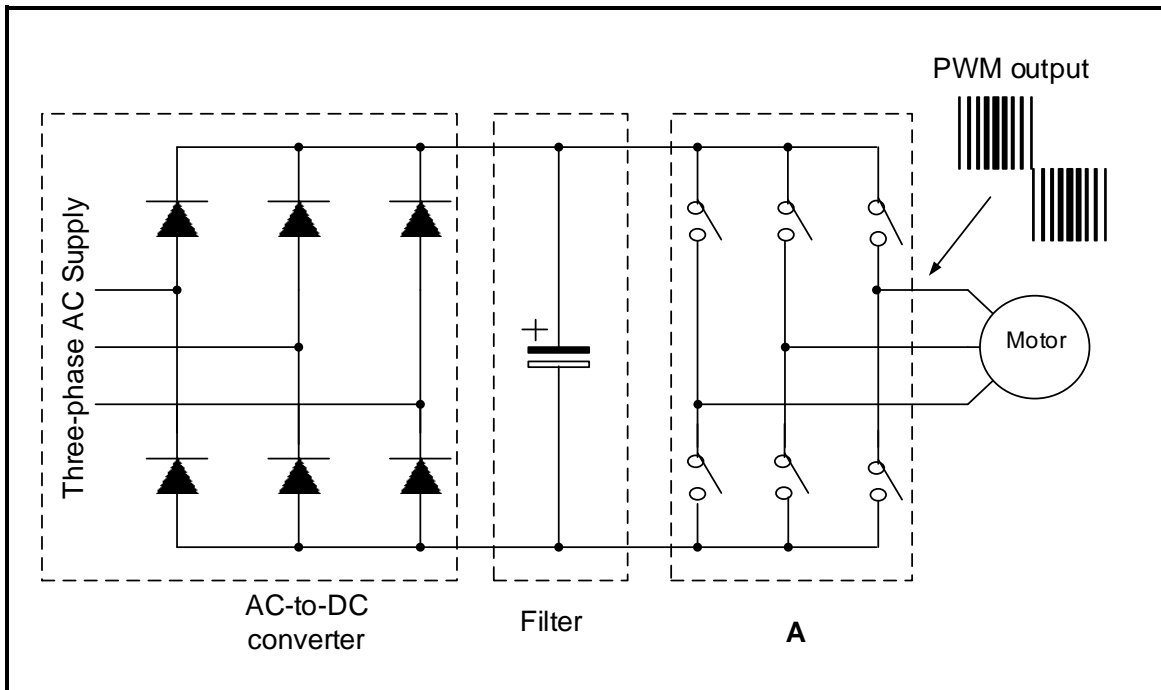 PWM output
Three-phase AC Supply
+
Motor
AC-to-DC
converter
Filter
A